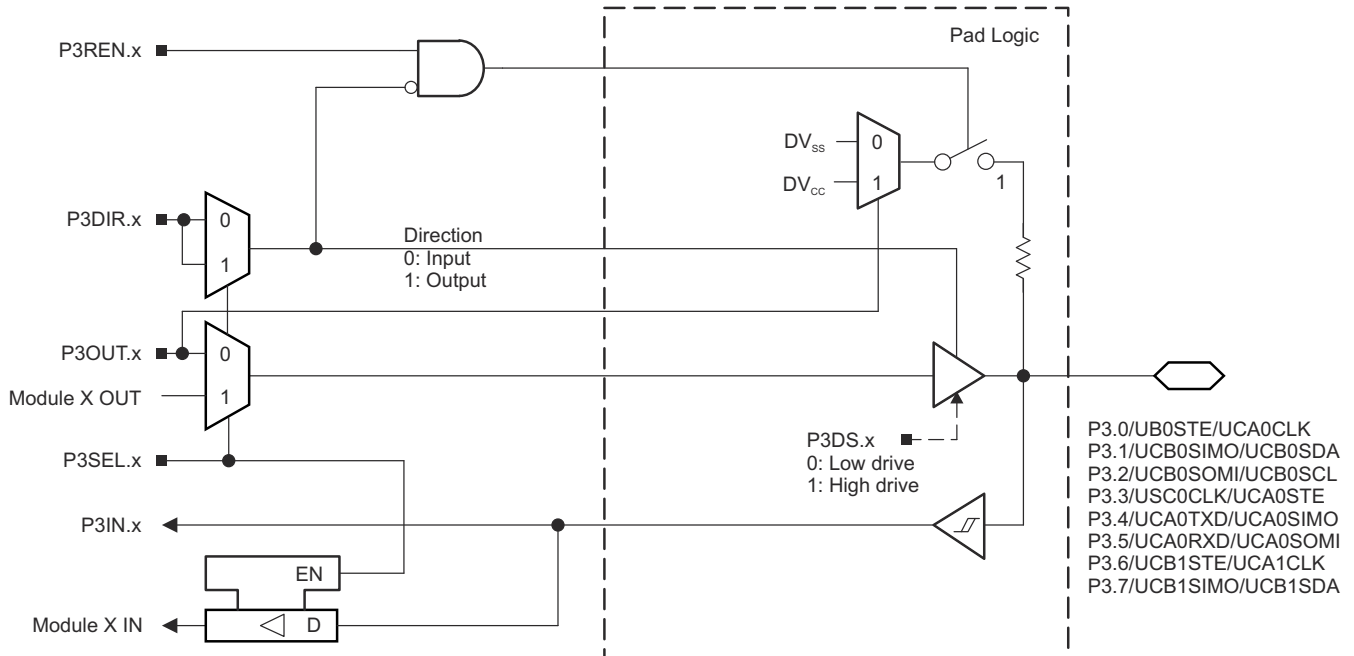 Pad Logic
P3REN.x
DVSS
0
DVCC
1
1
P3DIR.x
0
1
Direction
0: Input
1: Output
P3OUT.x
0
Module X OUT
1
P3DS.x
0: Low drive
1: High drive
P3SEL.x
P3IN.x
EN
Module X IN
D
P3.0/UB0STE/UCA0CLK
P3.1/UCB0SIMO/UCB0SDA
P3.2/UCB0SOMI/UCB0SCL
P3.3/USC0CLK/UCA0STE
P3.4/UCA0TXD/UCA0SIMO
P3.5/UCA0RXD/UCA0SOMI
P3.6/UCB1STE/UCA1CLK
P3.7/UCB1SIMO/UCB1SDA